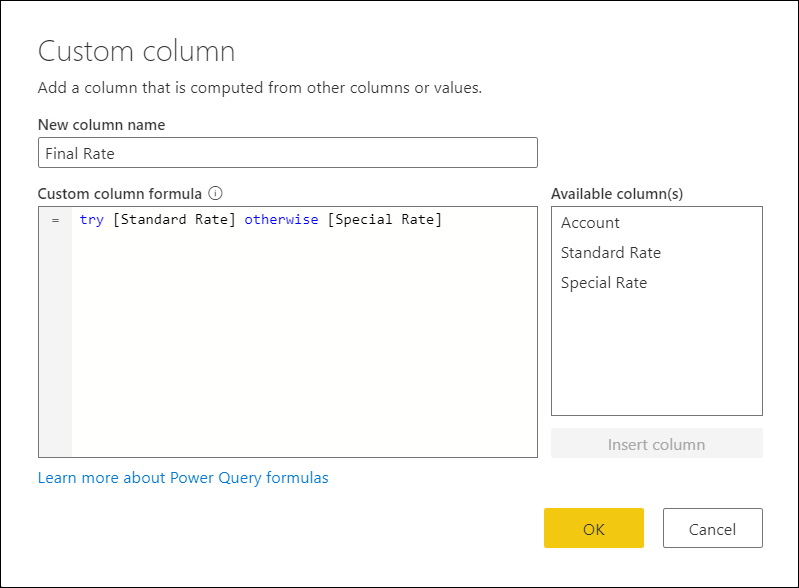 Custom column
Add a column that is computed from other columns or values.
New column name
Final Rate
Custom column formula
= try [Standard Rate] otherwise [Special Rate]
Available column(s)
Account
Standard Rate
Special Rate
Insert column
Learn more about Power Query formulas
OK
Cancel